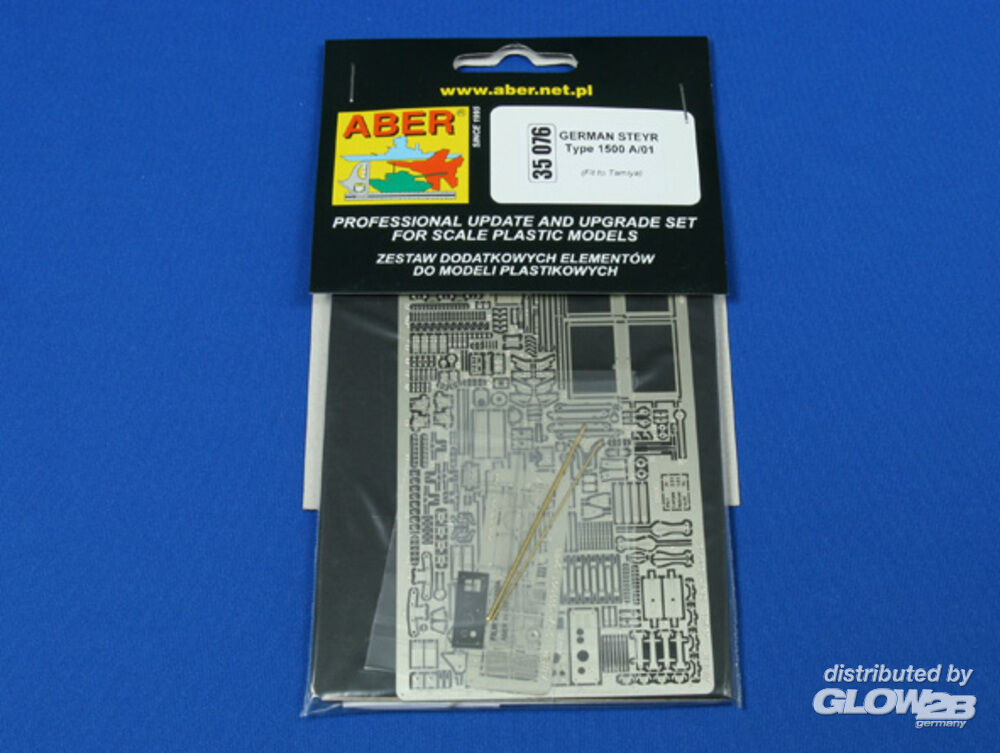 www.aber.net.pl
ABER®
SINCE 1995
35 076
GERMAN STEYR
Type 1500 A/01
(Fit to Tamiya)
PROFESSIONAL UPDATE AND UPGRADE SET
FOR SCALE PLASTIC MODELS
ZESTAW DODATKOWYCH ELEMENTÓW
DO MODELI PLASTIKOWYCH
distributed by
GLOW2B
germany